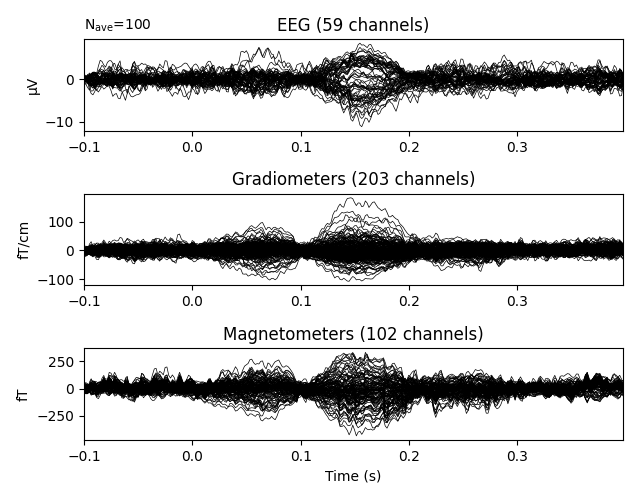 N_ave=100
EEG (59 channels)
0
−10
µV
−0.1 0.0 0.1 0.2 0.3
Gradiometers (203 channels)
100
0
−100
fT/cm
−0.1 0.0 0.1 0.2 0.3
Magnetometers (102 channels)
250
0
−250
fT
−0.1 0.0 0.1 0.2 0.3
Time (s)